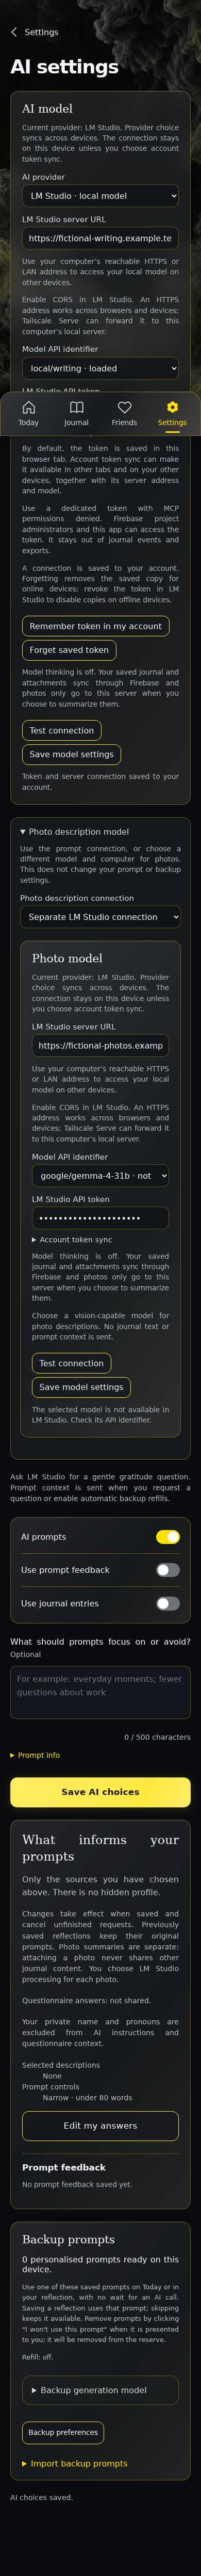 Settings
AI settings
AI model
Current provider: LM Studio. Provider choice
syncs across devices. The connection stays
on this device unless you choose account
token sync.
AI provider
LM Studio · local model
LM Studio server URL
https://fictional-writing.example.te
Use your computer's reachable HTTPS or
LAN address to access your local model on
other devices.
Enable CORS in LM Studio. An HTTPS
address works across browsers and devices;
Tailscale Serve can forward it to this
computer's local server.
Model API identifier
local/writing · loaded
LM Studio API token
Today
Journal
Friends
Settings
By default, the token is saved in this
browser tab. Account token sync can make
it available in other tabs and on your other
devices, together with its server address
and model.
Use a dedicated token with MCP
permissions denied. Firebase project
administrators and this app can access the
token. It stays out of journal events and
exports.
A connection is saved to your account.
Forgetting removes the saved copy for
online devices; revoke the token in LM
Studio to disable copies on offline devices.
Remember token in my account
Forget saved token
Model thinking is off. Your saved journal and
attachments sync through Firebase and
photos only go to this server when you
choose to summarize them.
Test connection
Save model settings
Token and server connection saved to your
account.
▼ Photo description model
Use the prompt connection, or choose a
different model and computer for photos.
This does not change your prompt or backup
settings.
Photo description connection
Separate LM Studio connection
Photo model
Current provider: LM Studio. Provider
choice syncs across devices. The
connection stays on this device unless
you choose account token sync.
LM Studio server URL
https://fictional-photos.examp
Use your computer's reachable HTTPS
or LAN address to access your local
model on other devices.
Enable CORS in LM Studio. An HTTPS
address works across browsers and
devices; Tailscale Serve can forward it
to this computer's local server.
Model API identifier
google/gemma-4-31b · not
LM Studio API token
•••••••••••••••••••••
▶ Account token sync
Model thinking is off. Your saved
journal and attachments sync through
Firebase and photos only go to this
server when you choose to summarize
them.
Choose a vision-capable model for
photo descriptions. No journal text or
prompt context is sent.
Test connection
Save model settings
The selected model is not available in
LM Studio. Check its API identifier.
Ask LM Studio for a gentle gratitude question.
Prompt context is sent when you request a
question or enable automatic backup refills.
AI prompts
Use prompt feedback
Use journal entries
What should prompts focus on or avoid?
Optional
For example: everyday moments; fewer
questions about work
0 / 500 characters
▶ Prompt info
Save AI choices
What informs your
prompts
Only the sources you have chosen
above. There is no hidden profile.
Changes take effect when saved and
cancel unfinished requests. Previously
saved reflections keep their original
prompts. Photo summaries are separate:
attaching a photo never shares other
journal content. You choose LM Studio
processing for each photo.
Questionnaire answers: not shared.
Your private name and pronouns are
excluded from AI instructions and
questionnaire context.
Selected descriptions
None
Prompt controls
Narrow · under 80 words
Edit my answers
Prompt feedback
No prompt feedback saved yet.
Backup prompts
0 personalised prompts ready on this
device.
Use one of these saved prompts on Today or in
your reflection, with no wait for an AI call.
Saving a reflection uses that prompt; skipping
keeps it available. Remove prompts by clicking
"I won't use this prompt" when it is presented
to you; it will be removed from the reserve.
Refill: off.
▶ Backup generation model
Backup preferences
▶ Import backup prompts
AI choices saved.